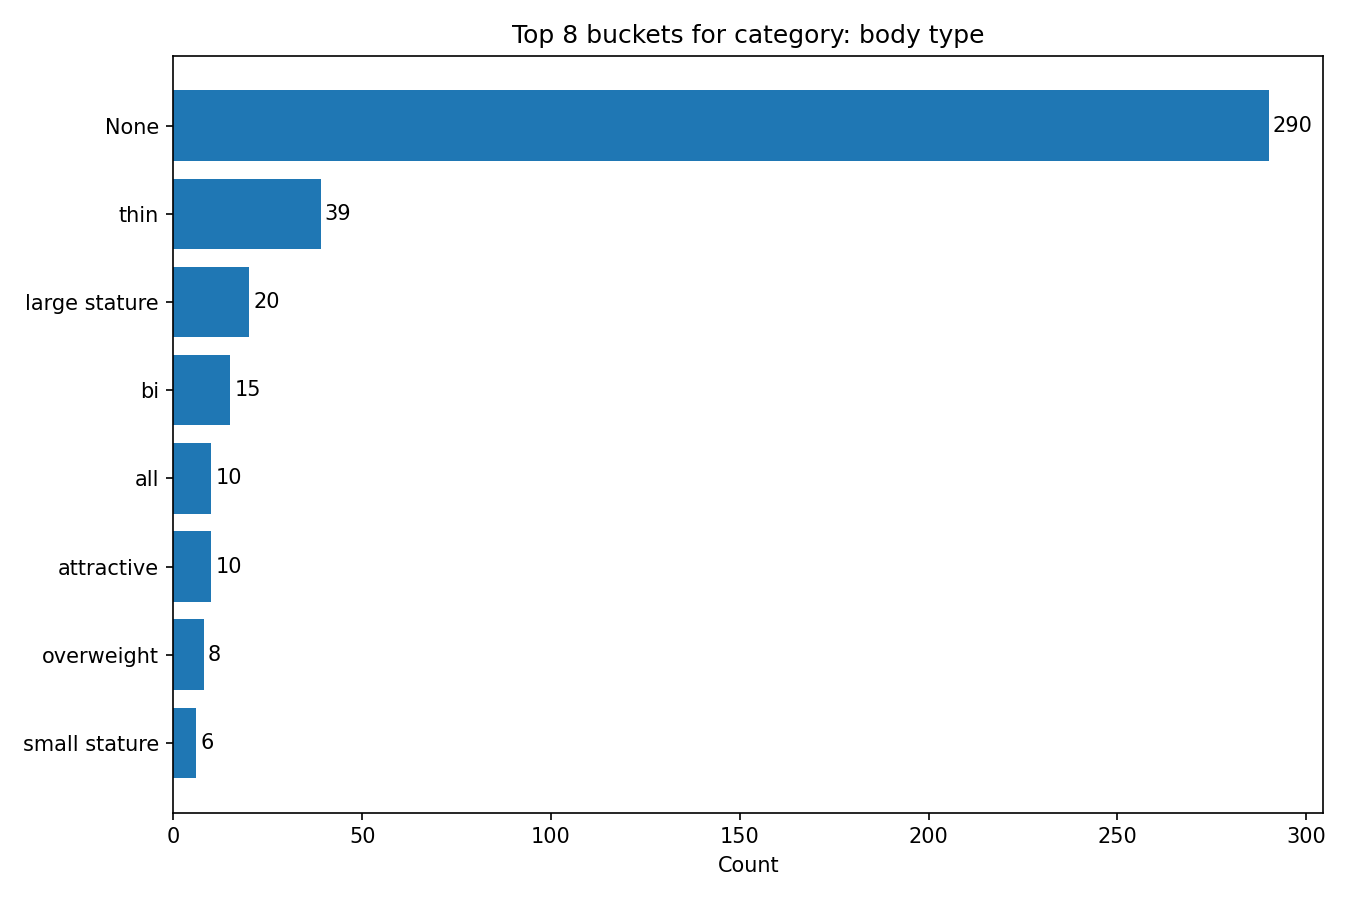 Top 8 buckets for category: body type
None
290
thin
39
large stature
20
bi
15
all
10
attractive
10
overweight
8
small stature
6
0 50 100 150 200 250 300
Count